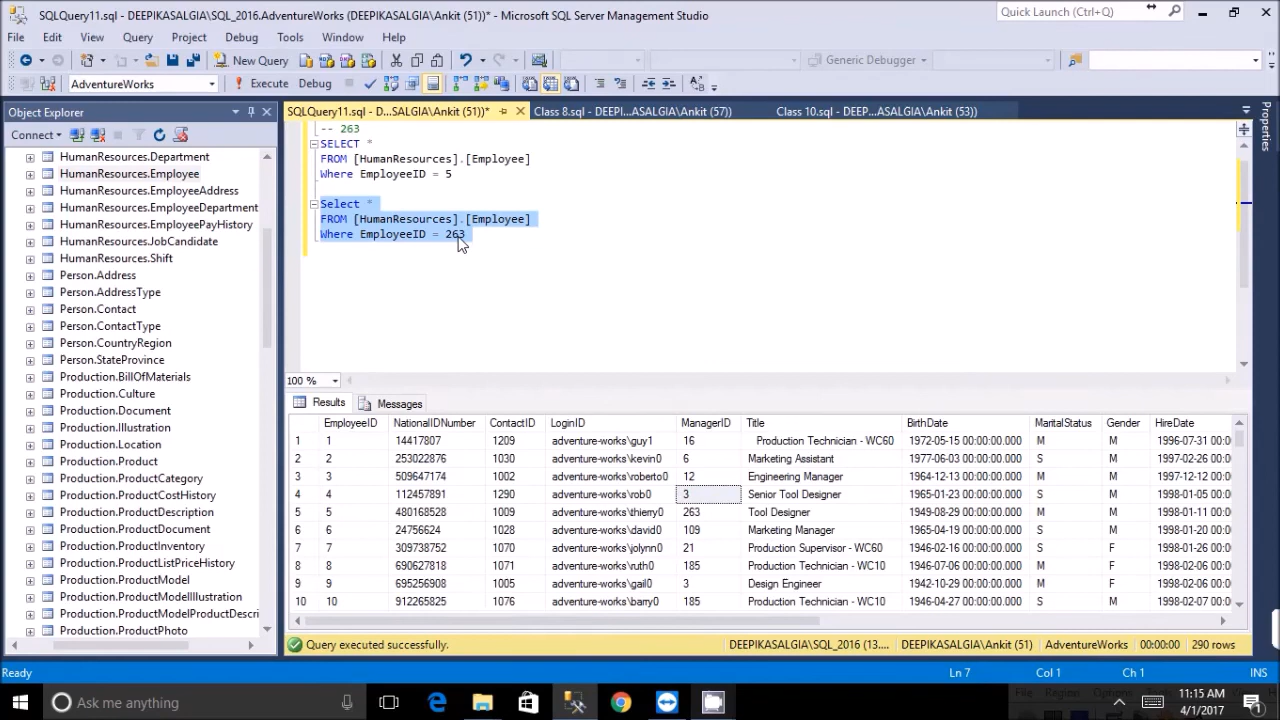 SQLQuery11.sql - DEEPIKASALGIA\SQL_2016.AdventureWorks (DEEPIKASALGIA\Ankit (51))* - Microsoft SQL Server Management Studio
Quick Launch (Ctrl+Q)
File Edit View Query Project Debug Tools Window Help
New Query Generic Debugger
AdventureWorks Execute Debug
Object Explorer
SQLQuery11.sql - D...SALGIA\Ankit (51))* Class 8.sql - DEEPI...ASALGIA\Ankit (57)) Class 10.sql - DEEP...ASALGIA\Ankit (53))
Properties
Connect
HumanResources.Department
HumanResources.Employee
HumanResources.EmployeeAddress
HumanResources.EmployeeDepartment
HumanResources.EmployeePayHistory
HumanResources.JobCandidate
HumanResources.Shift
Person.Address
Person.AddressType
Person.Contact
Person.ContactType
Person.CountryRegion
Person.StateProvince
Production.BillOfMaterials
Production.Culture
Production.Document
Production.Illustration
Production.Location
Production.Product
Production.ProductCategory
Production.ProductCostHistory
Production.ProductDescription
Production.ProductDocument
Production.ProductInventory
Production.ProductListPriceHistory
Production.ProductModel
Production.ProductModelIllustration
Production.ProductModelProductDescri
Production.ProductPhoto
-- 263
SELECT *
FROM [HumanResources].[Employee]
Where EmployeeID = 5
Select *
FROM [HumanResources].[Employee]
Where EmployeeID = 263
100 %
Results Messages
EmployeeID NationalIDNumber ContactID LoginID ManagerID Title BirthDate MaritalStatus Gender HireDate
1 1 14417807 1209 adventure-works\guy1 16 Production Technician - WC60 1972-05-15 00:00:00.000 M M 1996-07-31 00:0
2 2 253022876 1030 adventure-works\kevin0 6 Marketing Assistant 1977-06-03 00:00:00.000 S M 1997-02-26 00:0
3 3 509647174 1002 adventure-works\roberto0 12 Engineering Manager 1964-12-13 00:00:00.000 M M 1997-12-12 00:0
4 4 112457891 1290 adventure-works\rob0 3 Senior Tool Designer 1965-01-23 00:00:00.000 S M 1998-01-05 00:0
5 5 480168528 1009 adventure-works\thierry0 263 Tool Designer 1949-08-29 00:00:00.000 M M 1998-01-11 00:0
6 6 24756624 1028 adventure-works\david0 109 Marketing Manager 1965-04-19 00:00:00.000 S M 1998-01-20 00:0
7 7 309738752 1070 adventure-works\jolynn0 21 Production Supervisor - WC60 1946-02-16 00:00:00.000 S F 1998-01-26 00:0
8 8 690627818 1071 adventure-works\ruth0 185 Production Technician - WC10 1946-07-06 00:00:00.000 M F 1998-02-06 00:0
9 9 695256908 1005 adventure-works\gail0 3 Design Engineer 1942-10-29 00:00:00.000 M F 1998-02-06 00:0
10 10 912265825 1076 adventure-works\barry0 185 Production Technician - WC10 1946-04-27 00:00:00.000 S M 1998-02-07 00:0
Query executed successfully. DEEPIKASALGIA\SQL_2016 (13.... DEEPIKASALGIA\Ankit (51) AdventureWorks 00:00:00 290 rows
Ready Ln 7 Col 1 Ch 1 INS
Ask me anything
File Region Options
11:15 AM
4/1/2017